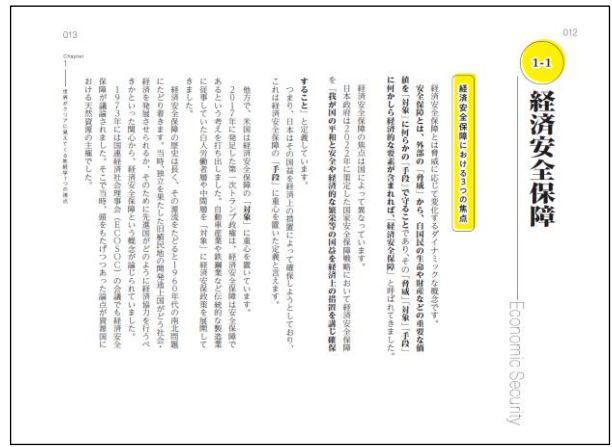 012
1-1
経済安全保障
Economic Security
経済安全保障における3つの焦点
経済安全保障とは脅威に応じて変化するダイナミックな概念です。
安全保障とは、外部の「脅威」から、自国民の生命や財産などの重要な価
値を「対象」に何らかの「手段」で守ることであり、その「脅威」「対象」「手段」
に何かしら経済的な要素が含まれれば、「経済安全保障」と呼ばれてきました。
経済安全保障の焦点は国によって異なっています。
日本政府は2022年に策定した国家安全保障戦略において経済安全保障
を「我が国の平和と安全や経済的な繁栄等の国益を経済上の措置を講じ確保
すること」と定義しています。
つまり、日本はその国益を経済上の措置によって確保しようとしており、
これは経済安全保障の「手段」に重心を置いた定義と言えます。
他方で、米国は経済安全保障の「対象」に重心を置いています。
2017年に発足した第一次トランプ政権は、経済安全保障は安全保障で
あるという考えを打ち出しました。自動車産業や鉄鋼業など伝統的な製造業
に従事していた白人労働者層や中間層を「対象」に経済安保政策を展開して
きました。
経済安全保障の歴史は長く、その源流をたどると1960年代の南北問題
にたどり着きます。当時、独立を果たした旧植民地の開発途上国がどう社会・
経済を発展させられるか、そのために先進国がどのように経済協力を行うべ
きかといった関心から、経済安全保障という概念が論じられていました。
1973年には国連経済社会理事会（ECOSOC）の会議でも経済安全
保障が議論されました。そこで当時、頭をもたげつつあった論点が資源国に
おける天然資源の主権でした。
013
Chapter
1
世界がクリアに見えてくる地経学7つの視点